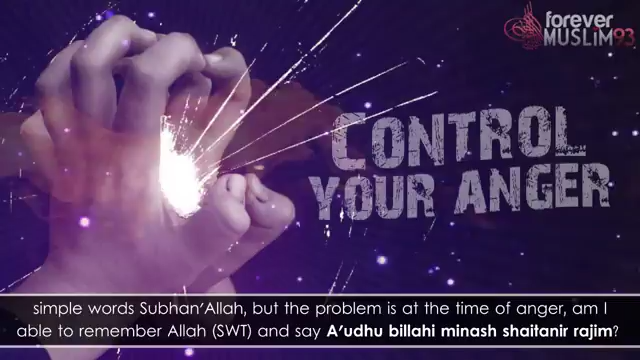 forever
MUSLiM93
CONTROL
YOUR ANGER
simple words Subhan'Allah, but the problem is at the time of anger, am I
able to remember Allah (SWT) and say A'udhu billahi minash shaitanir rajim?